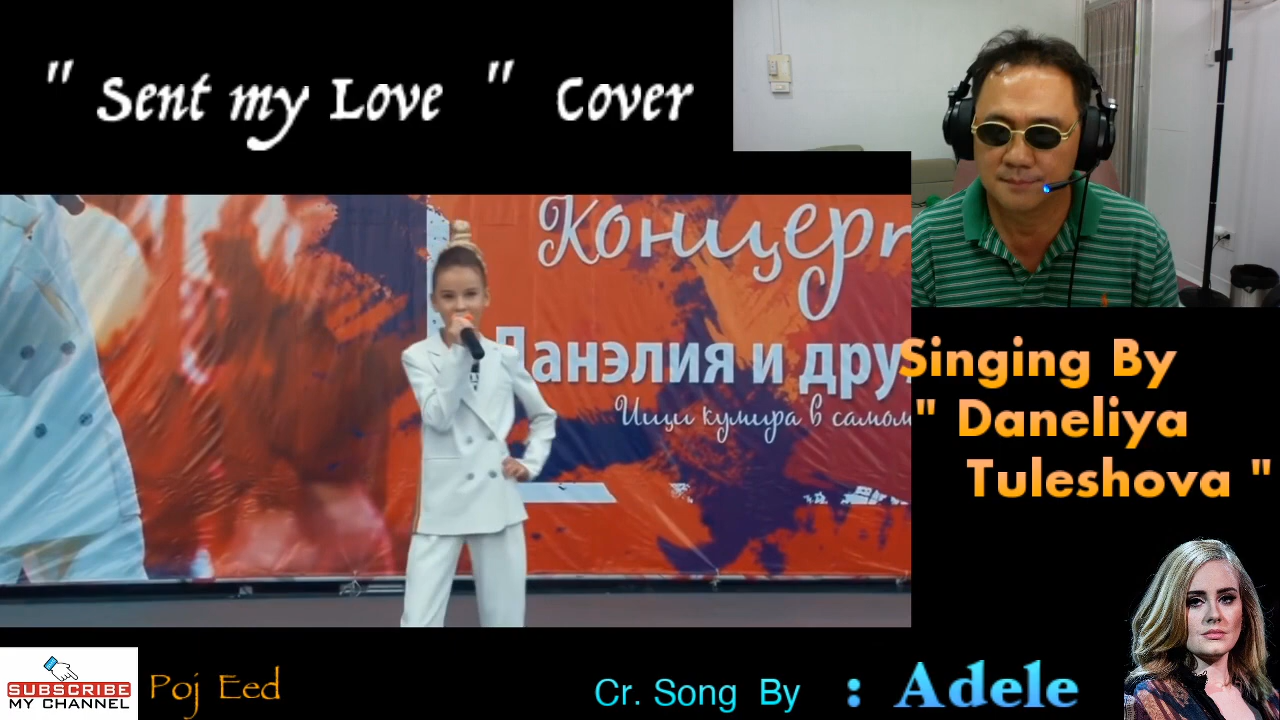 " Sent my Love " Cover
Концерт
Данэлия и дру
Ищи кумира в самом
Singing By
" Daneliya
Tuleshova "
SUBSCRIBE
MY CHANNEL
Poj Eed
Cr. Song By : Adele